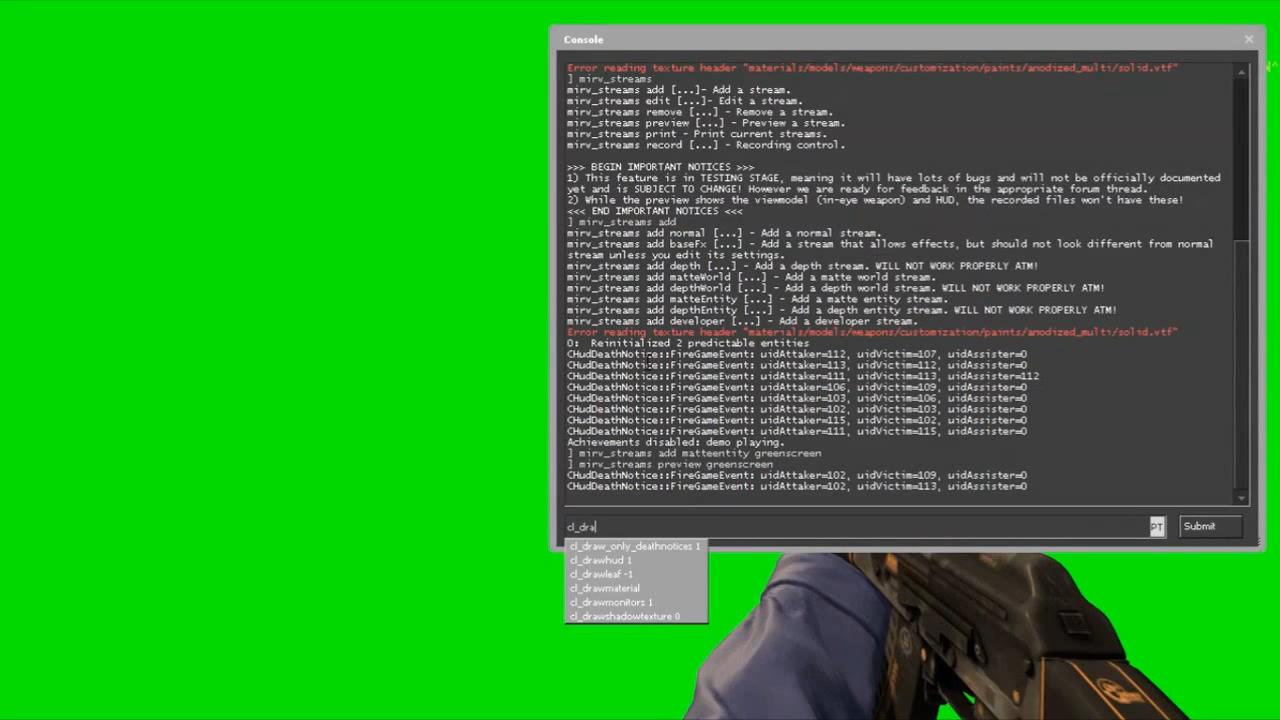 Console
Error reading texture header "materials/models/weapons/customization/paints/anodized_multi/solid.vtf"
] mirv_streams
mirv_streams add [...]- Add a stream.
mirv_streams edit [...]- Edit a stream.
mirv_streams remove [...] - Remove a stream.
mirv_streams preview [...] - Preview a stream.
mirv_streams print - Print current streams.
mirv_streams record [...] - Recording control.
>>> BEGIN IMPORTANT NOTICES >>>
1) This feature is in TESTING STAGE, meaning it will have lots of bugs and will not be officially documented
yet and is SUBJECT TO CHANGE! However we are ready for feedback in the appropriate forum thread.
2) While the preview shows the viewmodel (in-eye weapon) and HUD, the recorded files won't have these!
<<< END IMPORTANT NOTICES <<<
] mirv_streams add
mirv_streams add normal [...] - Add a normal stream.
mirv_streams add baseFx [...] - Add a stream that allows effects, but should not look different from normal
stream unless you edit its settings.
mirv_streams add depth [...] - Add a depth stream. WILL NOT WORK PROPERLY ATM!
mirv_streams add matteWorld [...] - Add a matte world stream.
mirv_streams add depthWorld [...] - Add a depth world stream. WILL NOT WORK PROPERLY ATM!
mirv_streams add matteEntity [...] - Add a matte entity stream.
mirv_streams add depthEntity [...] - Add a depth entity stream. WILL NOT WORK PROPERLY ATM!
mirv_streams add developer [...] - Add a developer stream.
Error reading texture header "materials/models/weapons/customization/paints/anodized_multi/solid.vtf"
0:  Reinitialized 2 predictable entities
CHudDeathNotice::FireGameEvent: uidAttaker=112, uidVictim=107, uidAssister=0
CHudDeathNotice::FireGameEvent: uidAttaker=113, uidVictim=112, uidAssister=0
CHudDeathNotice::FireGameEvent: uidAttaker=111, uidVictim=113, uidAssister=112
CHudDeathNotice::FireGameEvent: uidAttaker=106, uidVictim=109, uidAssister=0
CHudDeathNotice::FireGameEvent: uidAttaker=103, uidVictim=106, uidAssister=0
CHudDeathNotice::FireGameEvent: uidAttaker=102, uidVictim=103, uidAssister=0
CHudDeathNotice::FireGameEvent: uidAttaker=115, uidVictim=102, uidAssister=0
CHudDeathNotice::FireGameEvent: uidAttaker=111, uidVictim=115, uidAssister=0
Achievements disabled: demo playing.
] mirv_streams add matteentity greenscreen
] mirv_streams preview greenscreen
CHudDeathNotice::FireGameEvent: uidAttaker=102, uidVictim=109, uidAssister=0
CHudDeathNotice::FireGameEvent: uidAttaker=102, uidVictim=113, uidAssister=0
cl_dra
PT
Submit
cl_draw_only_deathnotices 1
cl_drawhud 1
cl_drawleaf -1
cl_drawmaterial
cl_drawmonitors 1
cl_drawshadowtexture 0